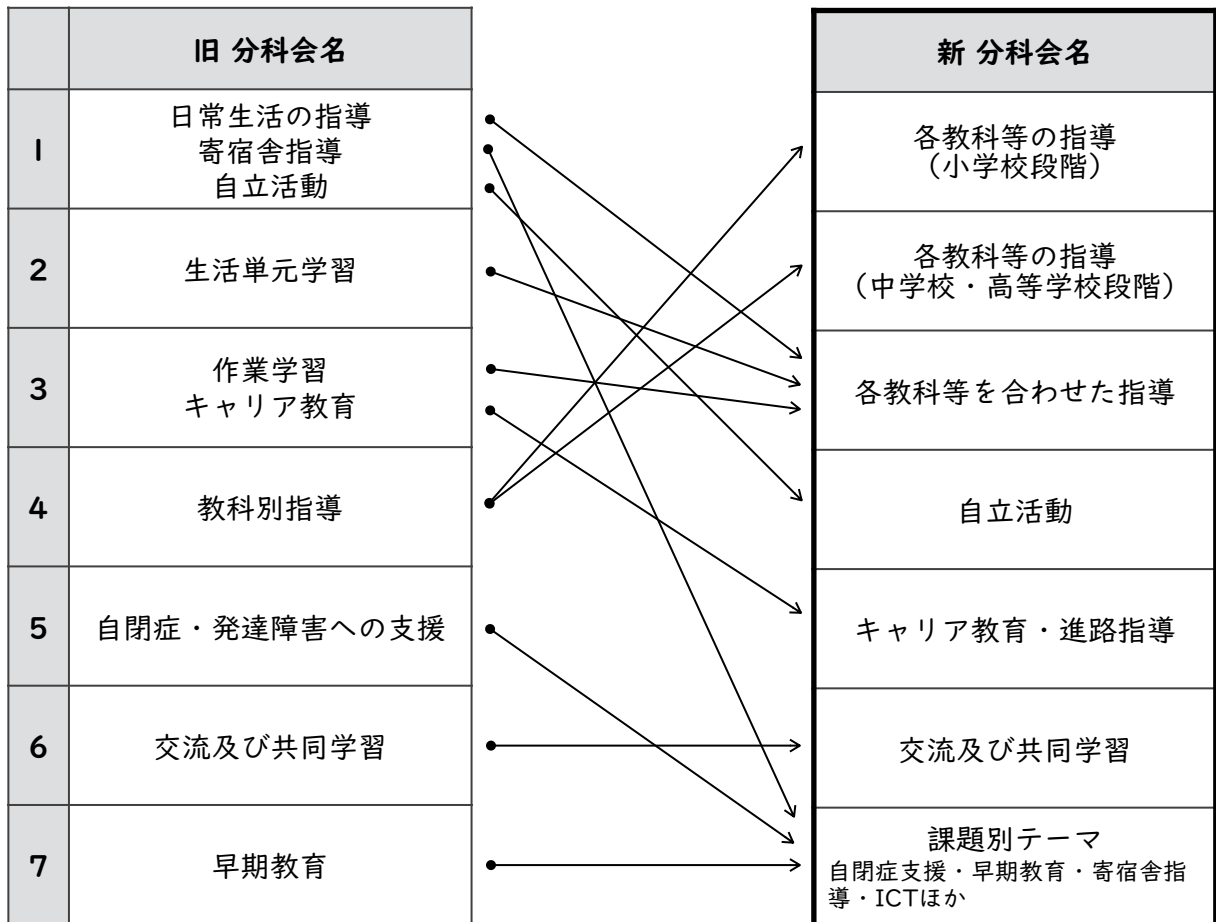 旧 分科会名
1
日常生活の指導
寄宿舎指導
自立活動
2
生活単元学習
3
作業学習
キャリア教育
4
教科別指導
5
自閉症・発達障害への支援
6
交流及び共同学習
7
早期教育
新 分科会名
各教科等の指導
(小学校段階)
各教科等の指導
(中学校・高等学校段階)
各教科等を合わせた指導
自立活動
キャリア教育・進路指導
交流及び共同学習
課題別テーマ
自閉症支援・早期教育・寄宿舎指
導・ICTほか